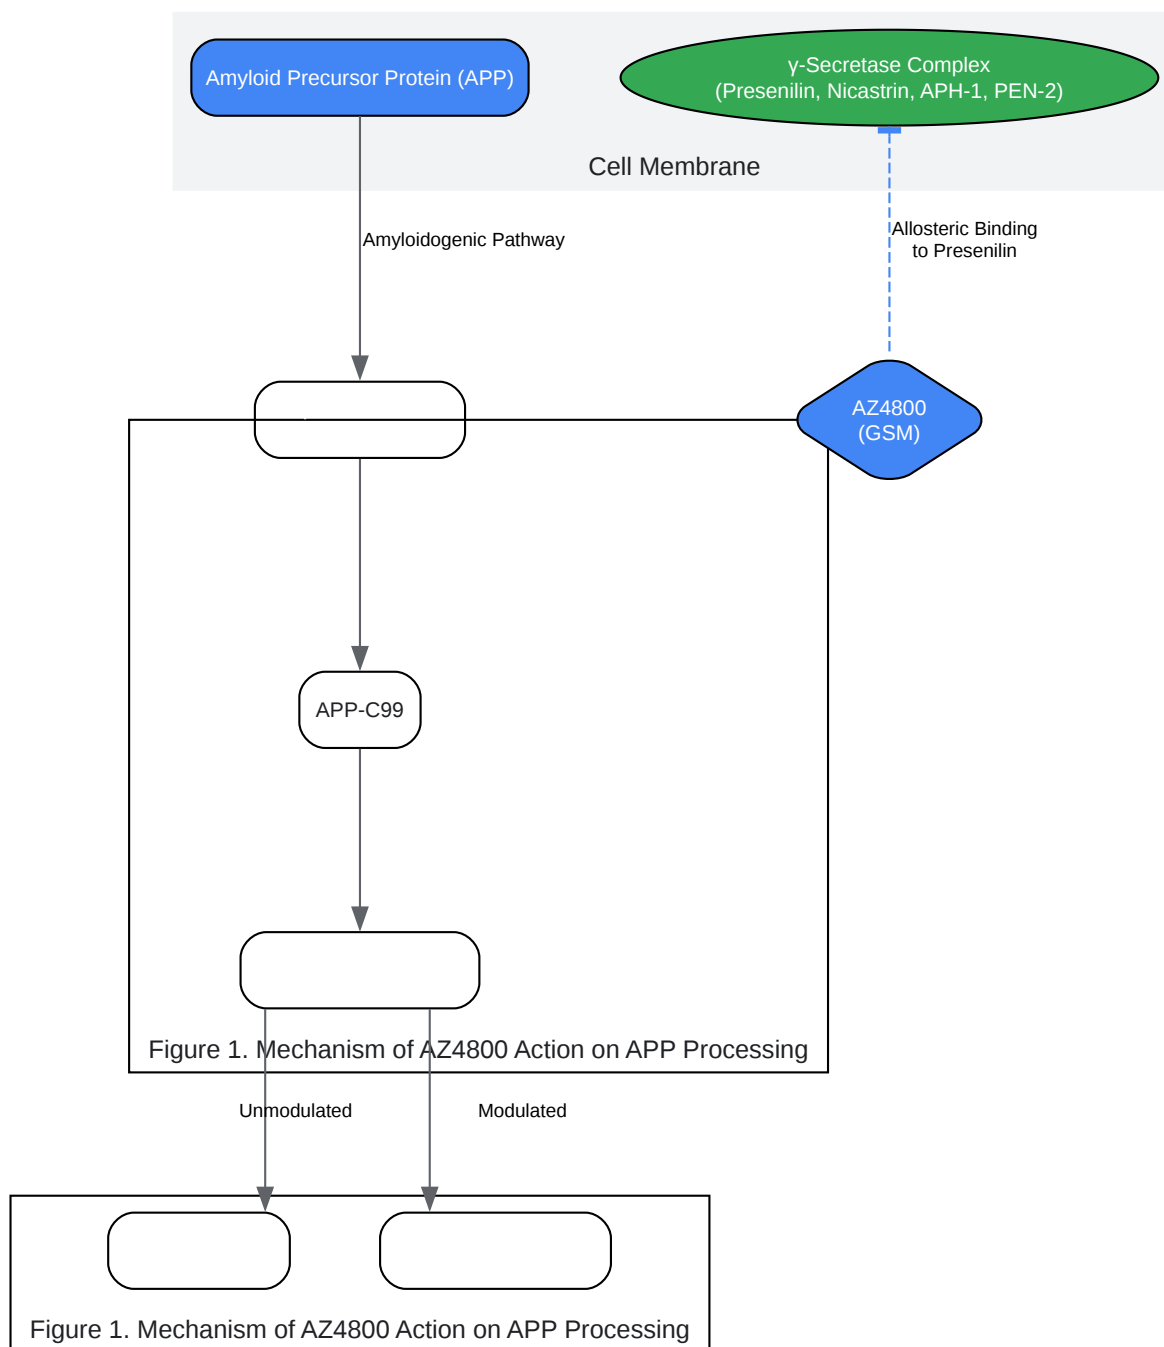 Amyloid Precursor Protein (APP)
γ-Secretase Complex
(Presenilin, Nicastrin, APH-1, PEN-2)
Cell Membrane
Amyloidogenic Pathway
Allosteric Binding
to Presenilin
AZ4800
(GSM)
APP-C99
Figure 1. Mechanism of AZ4800 Action on APP Processing
Unmodulated
Modulated
Figure 1. Mechanism of AZ4800 Action on APP Processing